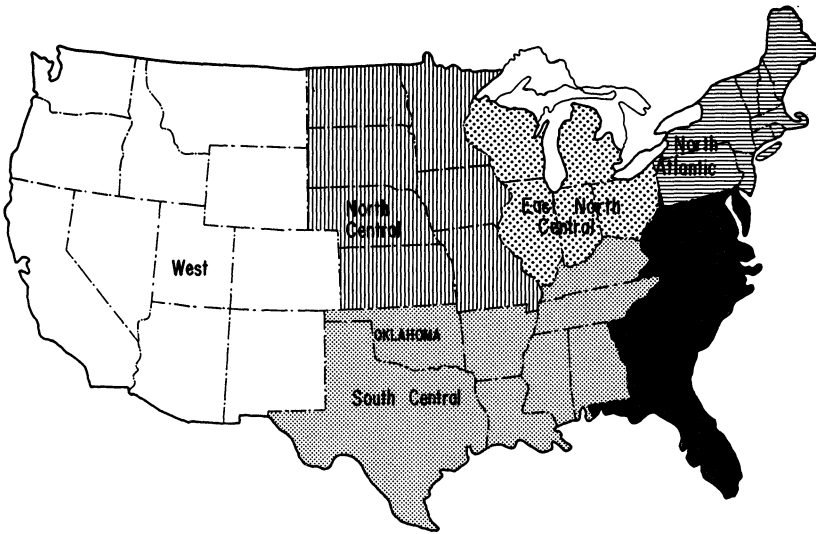 North
Atlantic
North
Central
East North
Central
West
OKLAHOMA
South Central